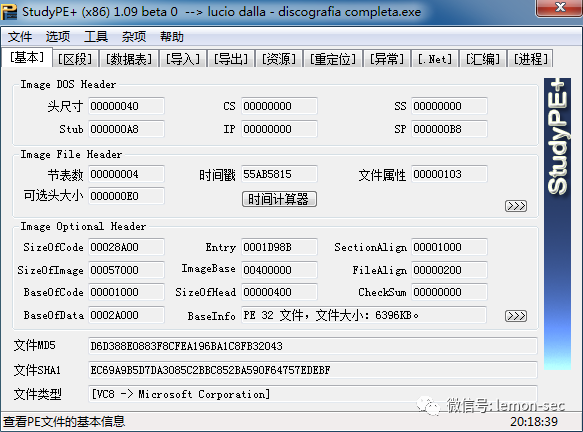 StudyPE+ (x86) 1.09 beta 0 --> lucio dalla - discografia completa.exe
文件 选项 工具 杂项 帮助
[基本] [区段] [数据表] [导入] [导出] [资源] [重定位] [异常] [.Net] [汇编] [进程]
Image DOS Header
头尺寸 00000040 CS 00000000 SS 00000000
Stub 000000A8 IP 00000000 SP 000000B8
Image File Header
节表数 00000004 时间戳 55AB5815 文件属性 00000103
可选头大小 000000E0 时间计算器 >>>
Image Optional Header
SizeOfCode 00028A00 Entry 0001D98B SectionAlign 00001000
SizeOfImage 00057000 ImageBase 00400000 FileAlign 00000200
BaseOfCode 00001000 SizeOfHead 00000400 CheckSum 00000000
BaseOfData 0002A000 BaseInfo PE 32 文件，文件大小：6396KB。 >>>
文件MD5 D6D388E0883F8CFEA196BA1C8FB32043
文件SHA1 EC69A9B5D7DA3085C2BBC852BA590F64757EDEBF
文件类型 [VC8 -> Microsoft Corporation]
StudyPE+
微信号: lemon-sec
查看PE文件的基本信息 20:18:39